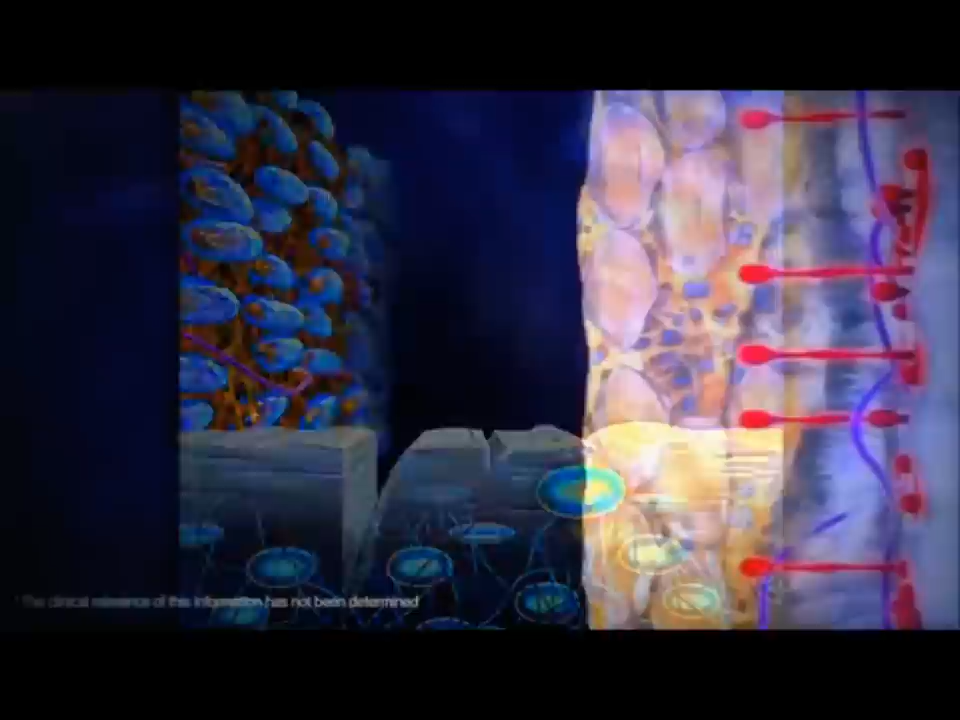 * The clinical relevance of this information has not been determined